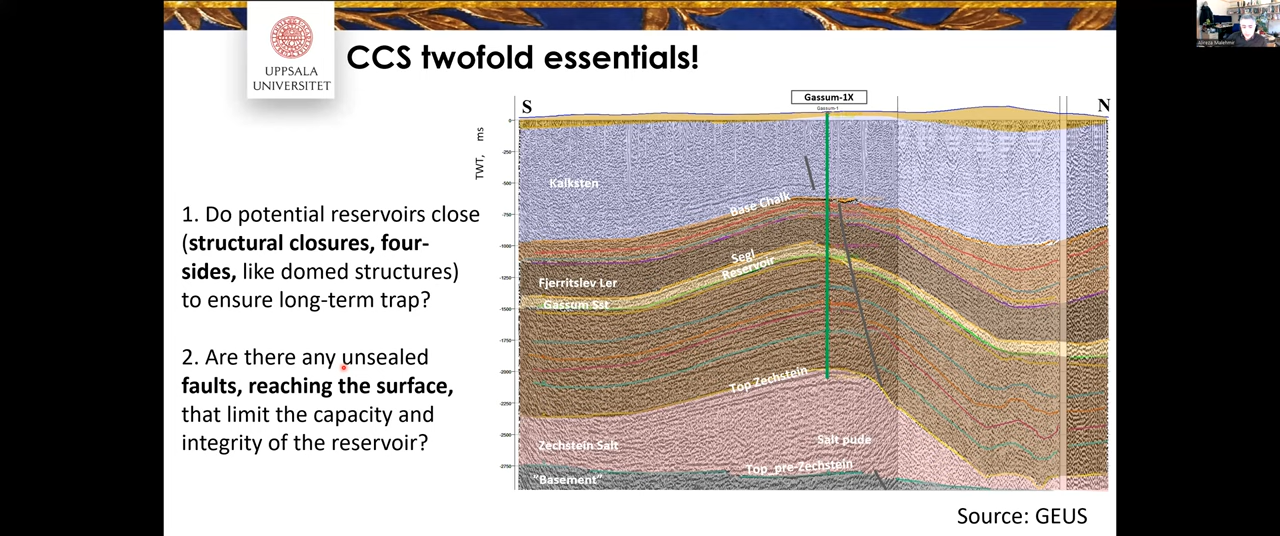 UPPSALA
UNIVERSITET
CCS twofold essentials!
1. Do potential reservoirs close
(structural closures, four-
sides, like domed structures)
to ensure long-term trap?
2. Are there any unsealed
faults, reaching the surface,
that limit the capacity and
integrity of the reservoir?
Gassum-1X
Gassum-1
S
N
TWT, ms
0
-250
-500
-750
-1000
-1250
-1500
-1750
-2000
-2250
-2500
-2750
Kalksten
Base Chalk
Segl
Reservoir
Fjerritslev Ler
Gassum Sst
Top Zechstein
Zechstein Salt
Salt pude
Top_pre-Zechstein
"Basement"
Source: GEUS
Alireza Malehmir